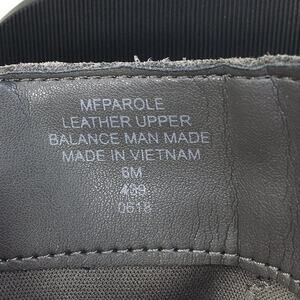 MFPAROLE
LEATHER UPPER
BALANCE MAN MADE
MADE IN VIETNAM
6M
439
0618